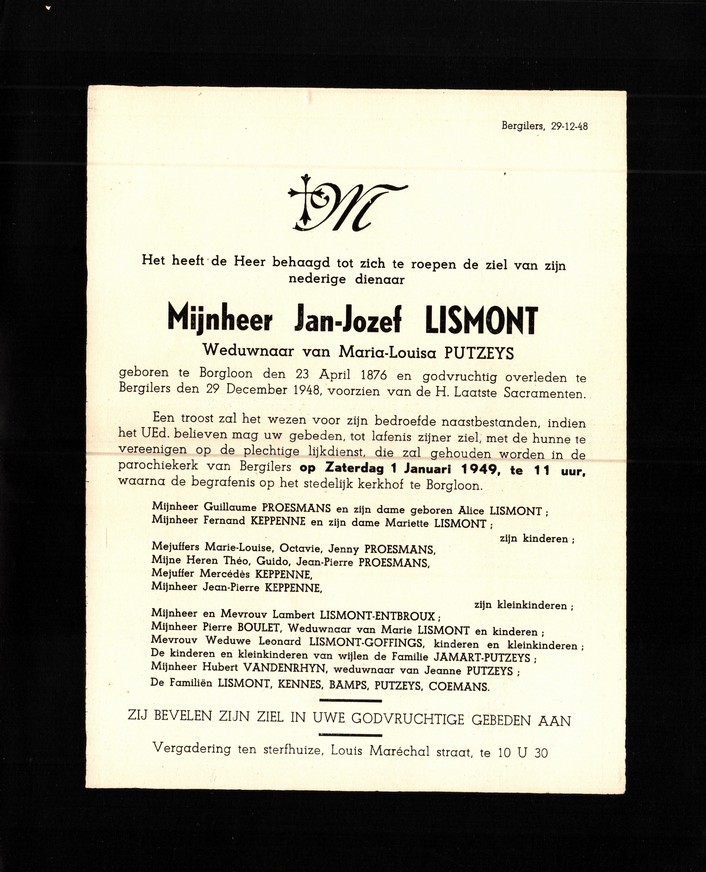 Bergilers, 29-12-48
M
Het heeft de Heer behaagd tot zich te roepen de ziel van zijn
nederige dienaar
Mijnheer Jan-Jozef LISMONT
Weduwnaar van Maria-Louisa PUTZEYS
geboren te Borgloon den 23 April 1876 en godvruchtig overleden te
Bergilers den 29 December 1948, voorzien van de H. Laatste Sacramenten.
Een troost zal het wezen voor zijn bedroefde naastbestanden, indien
het UEd. believen mag uw gebeden, tot lafenis zijner ziel, met de hunne te
vereenigen op de plechtige lijkdienst, die zal gehouden worden in de
parochiekerk van Bergilers op Zaterdag 1 Januari 1949, te 11 uur,
waarna de begrafenis op het stedelijk kerkhof te Borgloon.
Mijnheer Guillaume PROESMANS en zijn dame geboren Alice LISMONT ;
Mijnheer Fernand KEPPENNE en zijn dame Mariette LISMONT ;
zijn kinderen ;
Mejuffers Marie-Louise, Octavie, Jenny PROESMANS,
Mijne Heren Théo, Guido, Jean-Pierre PROESMANS,
Mejuffer Mercédès KEPPENNE,
Mijnheer Jean-Pierre KEPPENNE,
zijn kleinkinderen ;
Mijnheer en Mevrouw Lambert LISMONT-ENTBROUX ;
Mijnheer Pierre BOULET, Weduwnaar van Marie LISMONT en kinderen ;
Mevrouw Weduwe Leonard LISMONT-GOFFINGS, kinderen en kleinkinderen ;
De kinderen en kleinkinderen van wijlen de Familie JAMART-PUTZEYS ;
Mijnheer Hubert VANDENRHYN, weduwnaar van Jeanne PUTZEYS ;
De Familiën LISMONT, KENNES, BAMPS, PUTZEYS, COEMANS.
ZIJ BEVELEN ZIJN ZIEL IN UWE GODVRUCHTIGE GEBEDEN AAN
Vergadering ten sterfhuize, Louis Maréchal straat, te 10 U 30